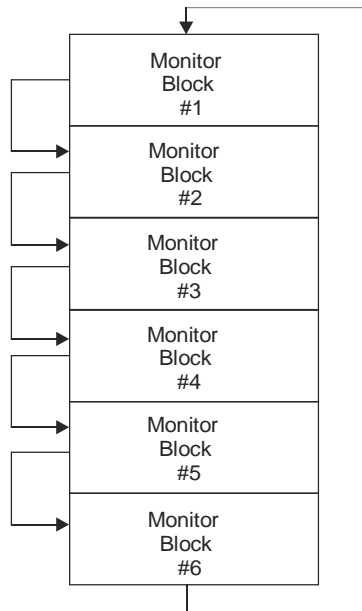 Monitor
Block
#1
Monitor
Block
#2
Monitor
Block
#3
Monitor
Block
#4
Monitor
Block
#5
Monitor
Block
#6